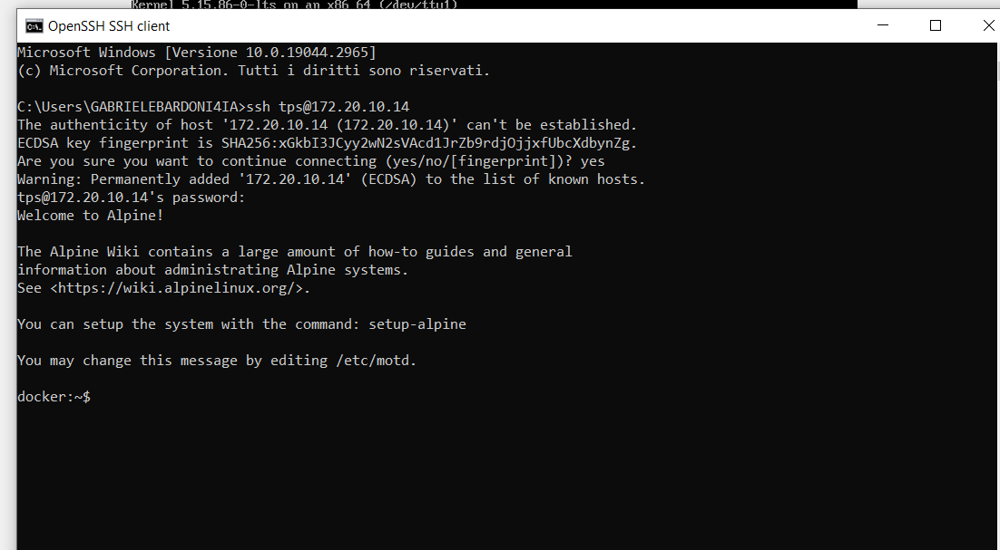 Kernel 5.15.86-0-lts on an x86_64 (/dev/tty1)
OpenSSH SSH client
Microsoft Windows [Versione 10.0.19044.2965]
(c) Microsoft Corporation. Tutti i diritti sono riservati.
C:\Users\GABRIELEBARDONI4IA>ssh tps@172.20.10.14
The authenticity of host '172.20.10.14 (172.20.10.14)' can't be established.
ECDSA key fingerprint is SHA256:xGkbI3JCyy2wN2sVAcd1JrZb9rdjOjjxfUbcXdbynZg.
Are you sure you want to continue connecting (yes/no/[fingerprint])? yes
Warning: Permanently added '172.20.10.14' (ECDSA) to the list of known hosts.
tps@172.20.10.14's password:
Welcome to Alpine!
The Alpine Wiki contains a large amount of how-to guides and general
information about administrating Alpine systems.
See <https://wiki.alpinelinux.org/>.
You can setup the system with the command: setup-alpine
You may change this message by editing /etc/motd.
docker:~$